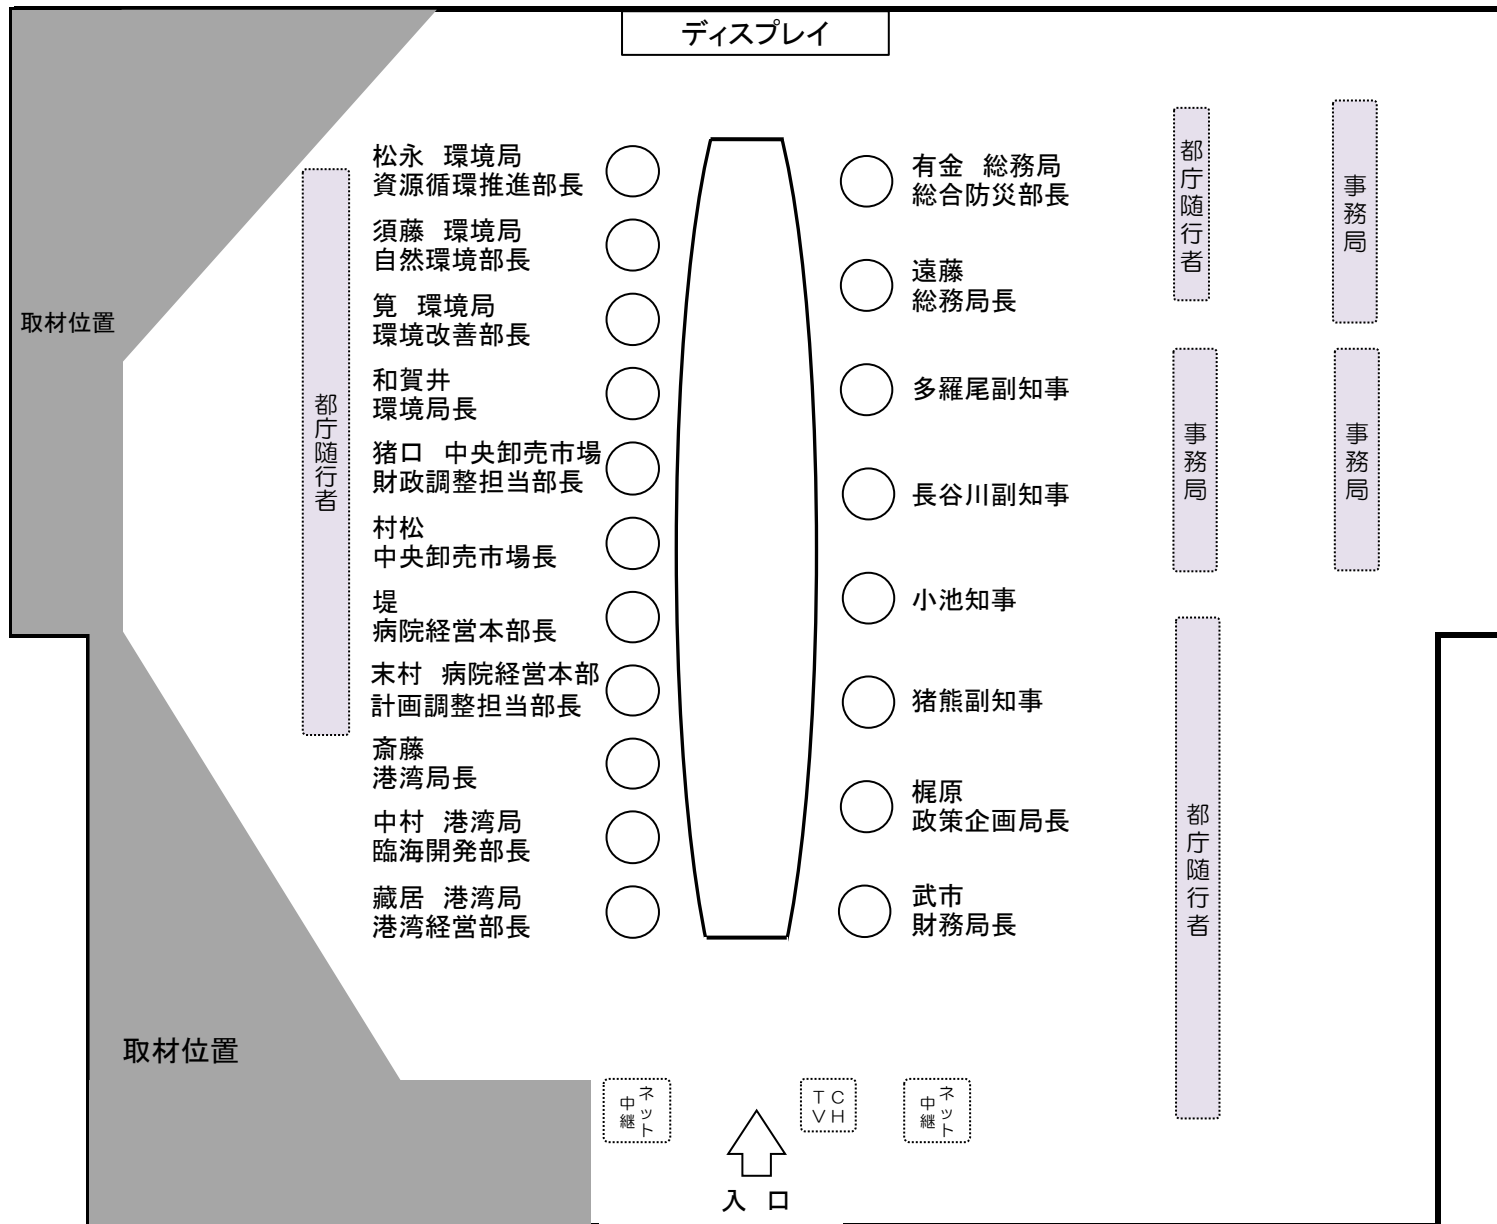 ディスプレイ
取材位置
都庁随行者
松永 環境局
資源循環推進部長
須藤 環境局
自然環境部長
筧 環境局
環境改善部長
和賀井
環境局長
猪口 中央卸売市場
財政調整担当部長
村松
中央卸売市場長
堤
病院経営本部長
末村 病院経営本部
計画調整担当部長
斎藤
港湾局長
中村 港湾局
臨海開発部長
藏居 港湾局
港湾経営部長
有金 総務局
総合防災部長
遠藤
総務局長
多羅尾副知事
長谷川副知事
小池知事
猪熊副知事
梶原
政策企画局長
武市
財務局長
都庁随行者
事務局
事務局
事務局
都庁随行者
取材位置
ネット
中継
TC
VH
ネット
中継
入 口